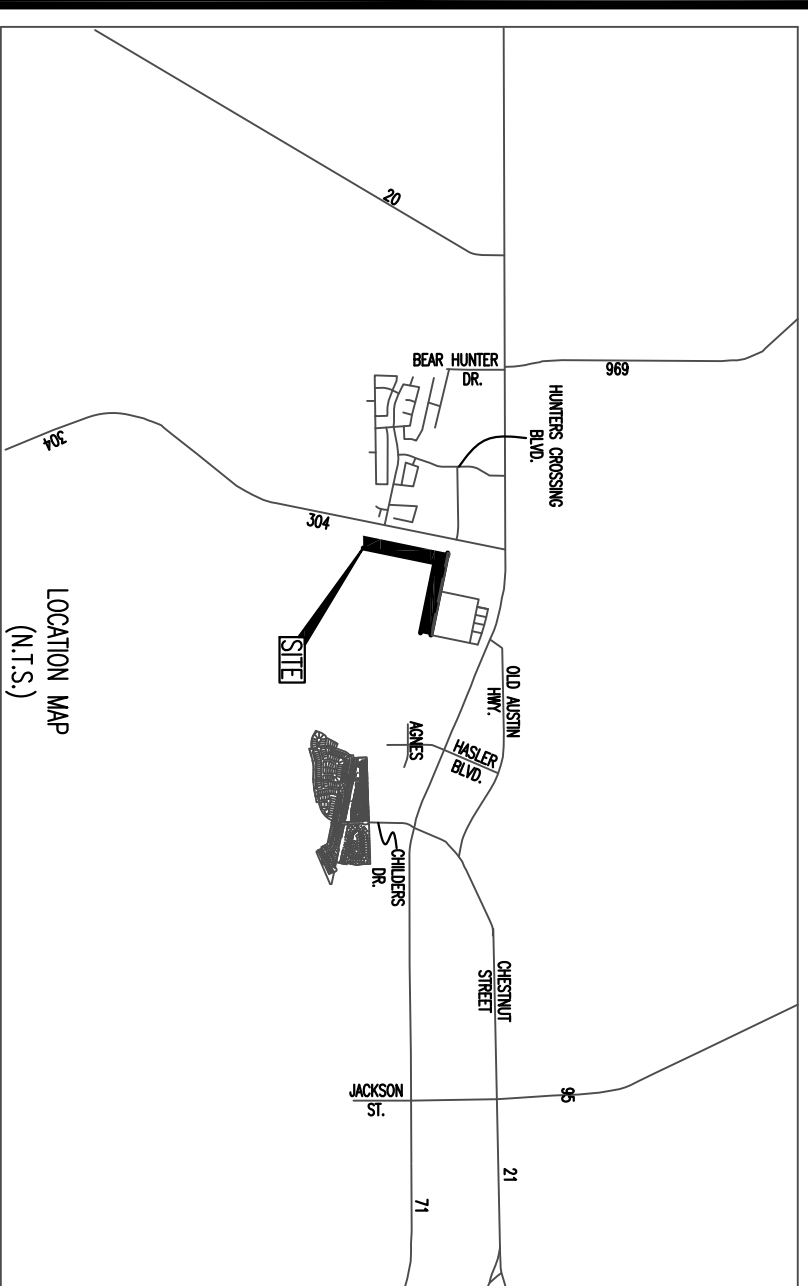 20
BEAR HUNTER
DR.
969
HUNTERS CROSSING
BLVD.
304
304
SITE
OLD AUSTIN
HWY.
HASLER
BLVD.
AGNES
CHILDERS
DR.
CHESTNUT
STREET
JACKSON
ST.
95
21
71
LOCATION MAP
(N.T.S.)